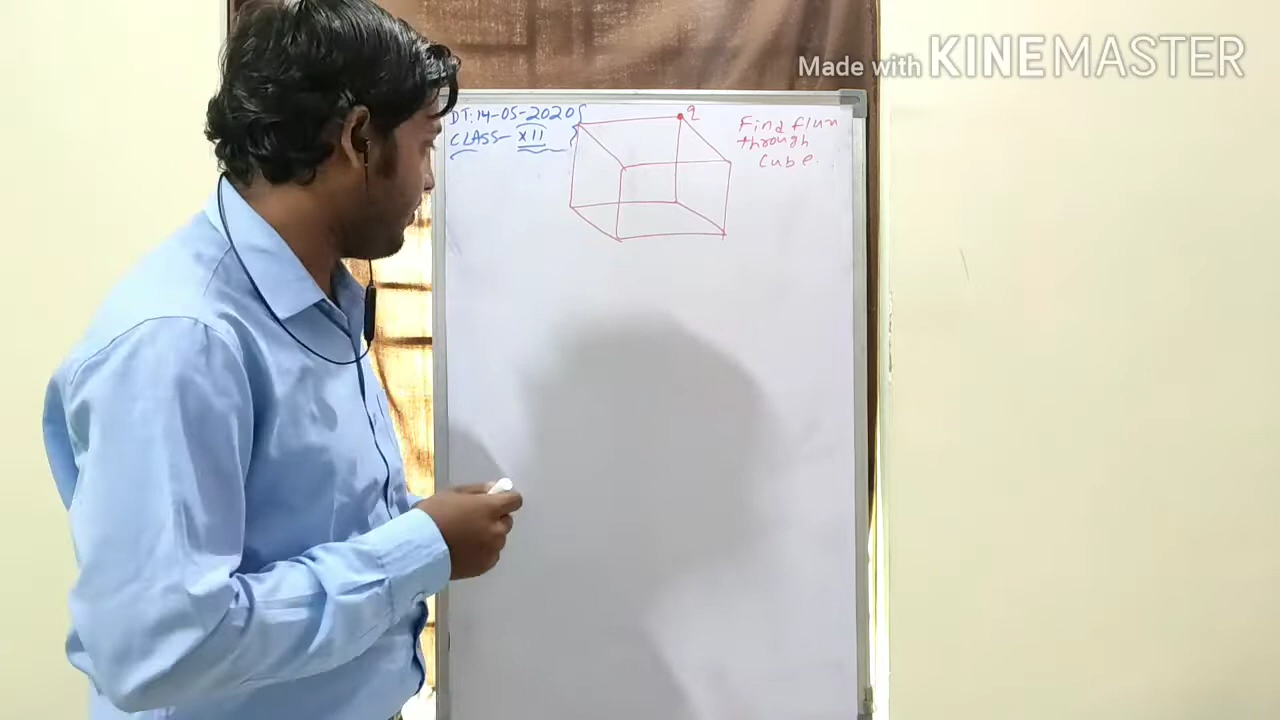 Made with KINEMASTER
DT:14-05-2020
CLASS- XII
q
Find flux
through
Cube.